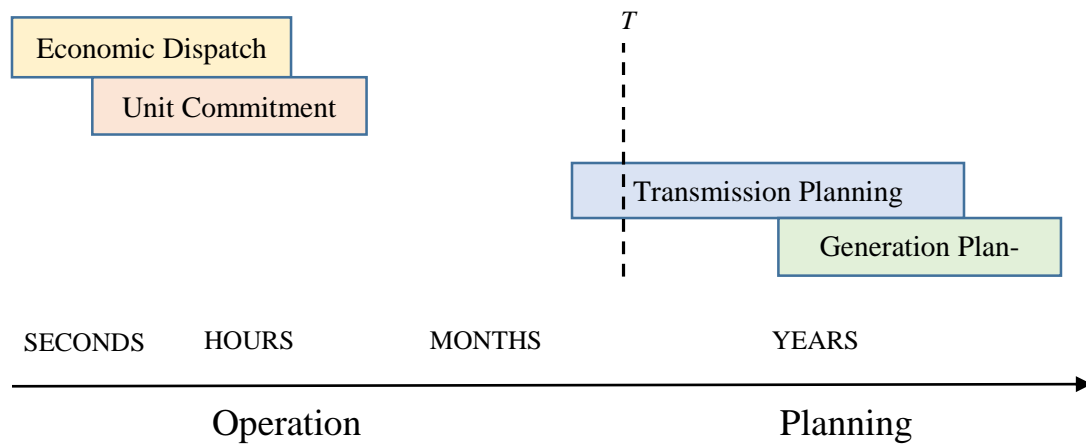 T
Economic Dispatch
Unit Commitment
Transmission Planning
Generation Plan-
SECONDS HOURS MONTHS YEARS
Operation Planning